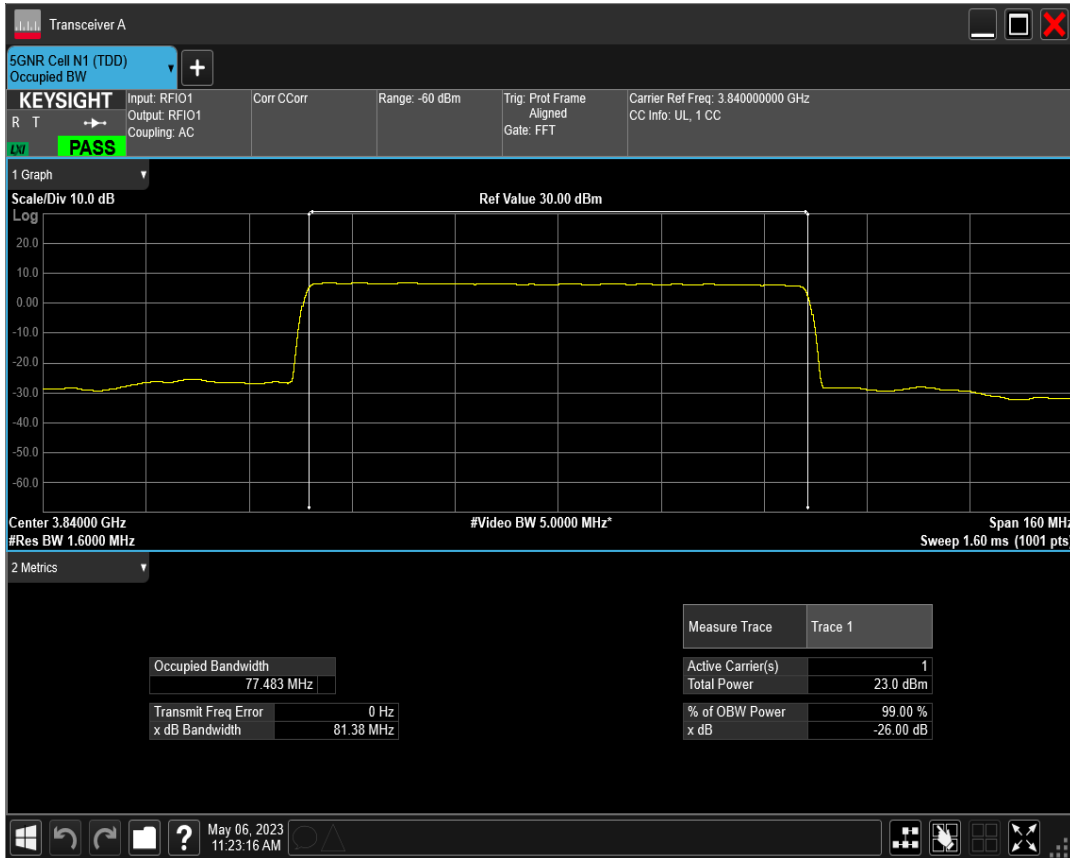 Transceiver A
5GNR Cell N1 (TDD)
Occupied BW
+
KEYSIGHT
R T
LXI
PASS
Input: RFIO1
Output: RFIO1
Coupling: AC
Corr CCorr
Range: -60 dBm
Trig: Prot Frame
Aligned
Gate: FFT
Carrier Ref Freq: 3.840000000 GHz
CC Info: UL, 1 CC
1 Graph
Scale/Div 10.0 dB
Ref Value 30.00 dBm
Log
20.0
10.0
0.00
-10.0
-20.0
-30.0
-40.0
-50.0
-60.0
Center 3.84000 GHz
#Video BW 5.0000 MHz*
Span 160 MHz
#Res BW 1.6000 MHz
Sweep 1.60 ms (1001 pts)
2 Metrics
Measure Trace Trace 1
Occupied Bandwidth
77.483 MHz
Active Carrier(s) 1
Total Power 23.0 dBm
Transmit Freq Error 0 Hz
x dB Bandwidth 81.38 MHz
% of OBW Power 99.00 %
x dB -26.00 dB
?
May 06, 2023
11:23:16 AM